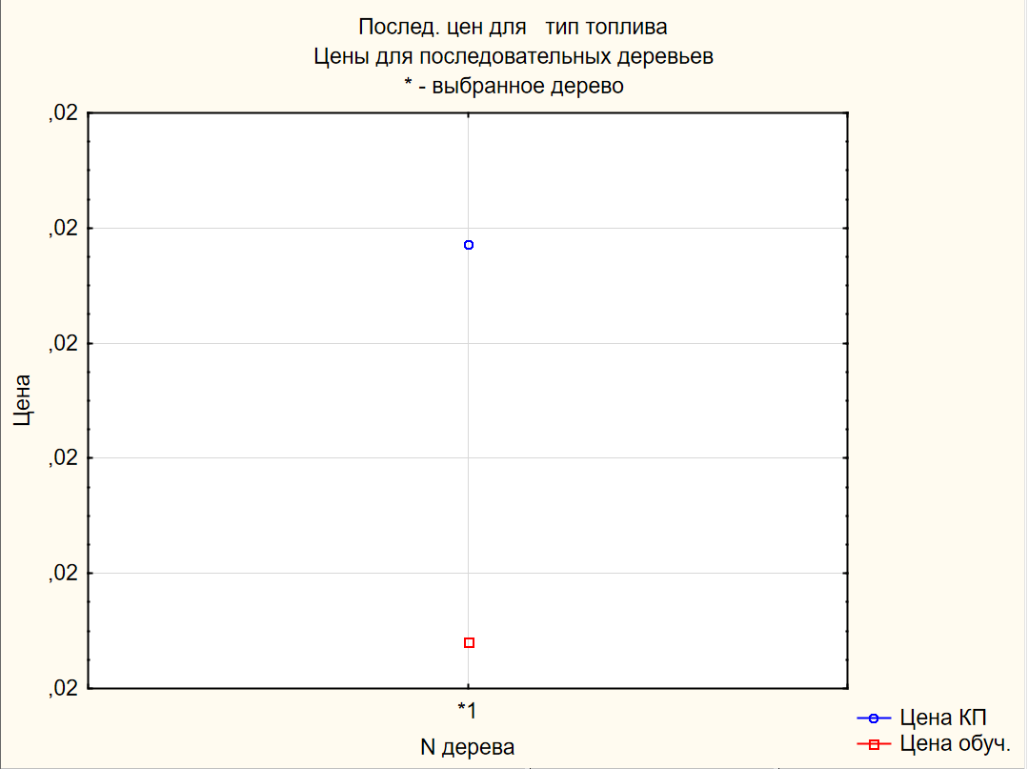 Послед. цен для   тип топлива
Цены для последовательных деревьев
* - выбранное дерево
,02
,02
,02
,02
,02
,02
Цена
*1
N дерева
Цена КП
Цена обуч.